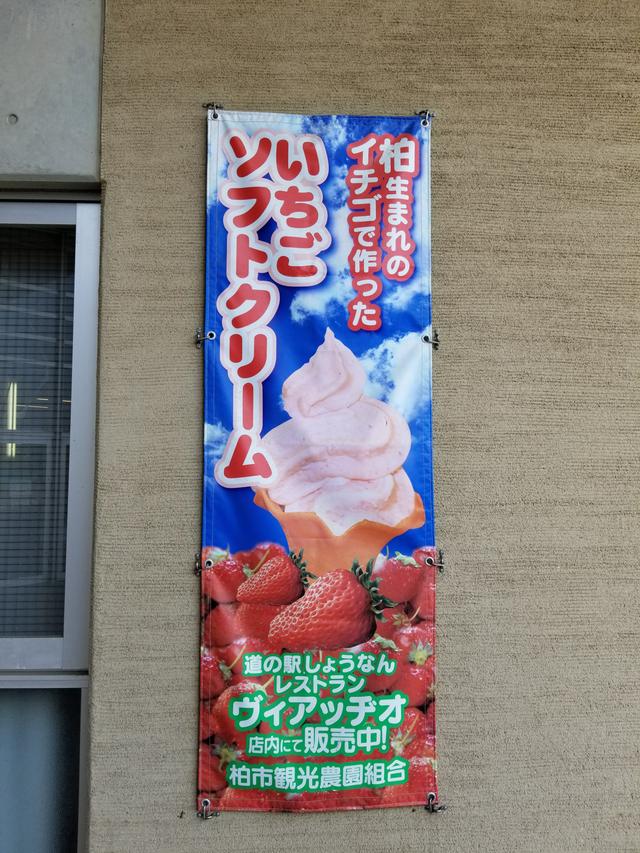 柏生まれの
イチゴで作った
いちご
ソフトクリーム
道の駅しょうなん
レストラン
ヴィアッヂオ
店内にて販売中!
柏市観光農園組合